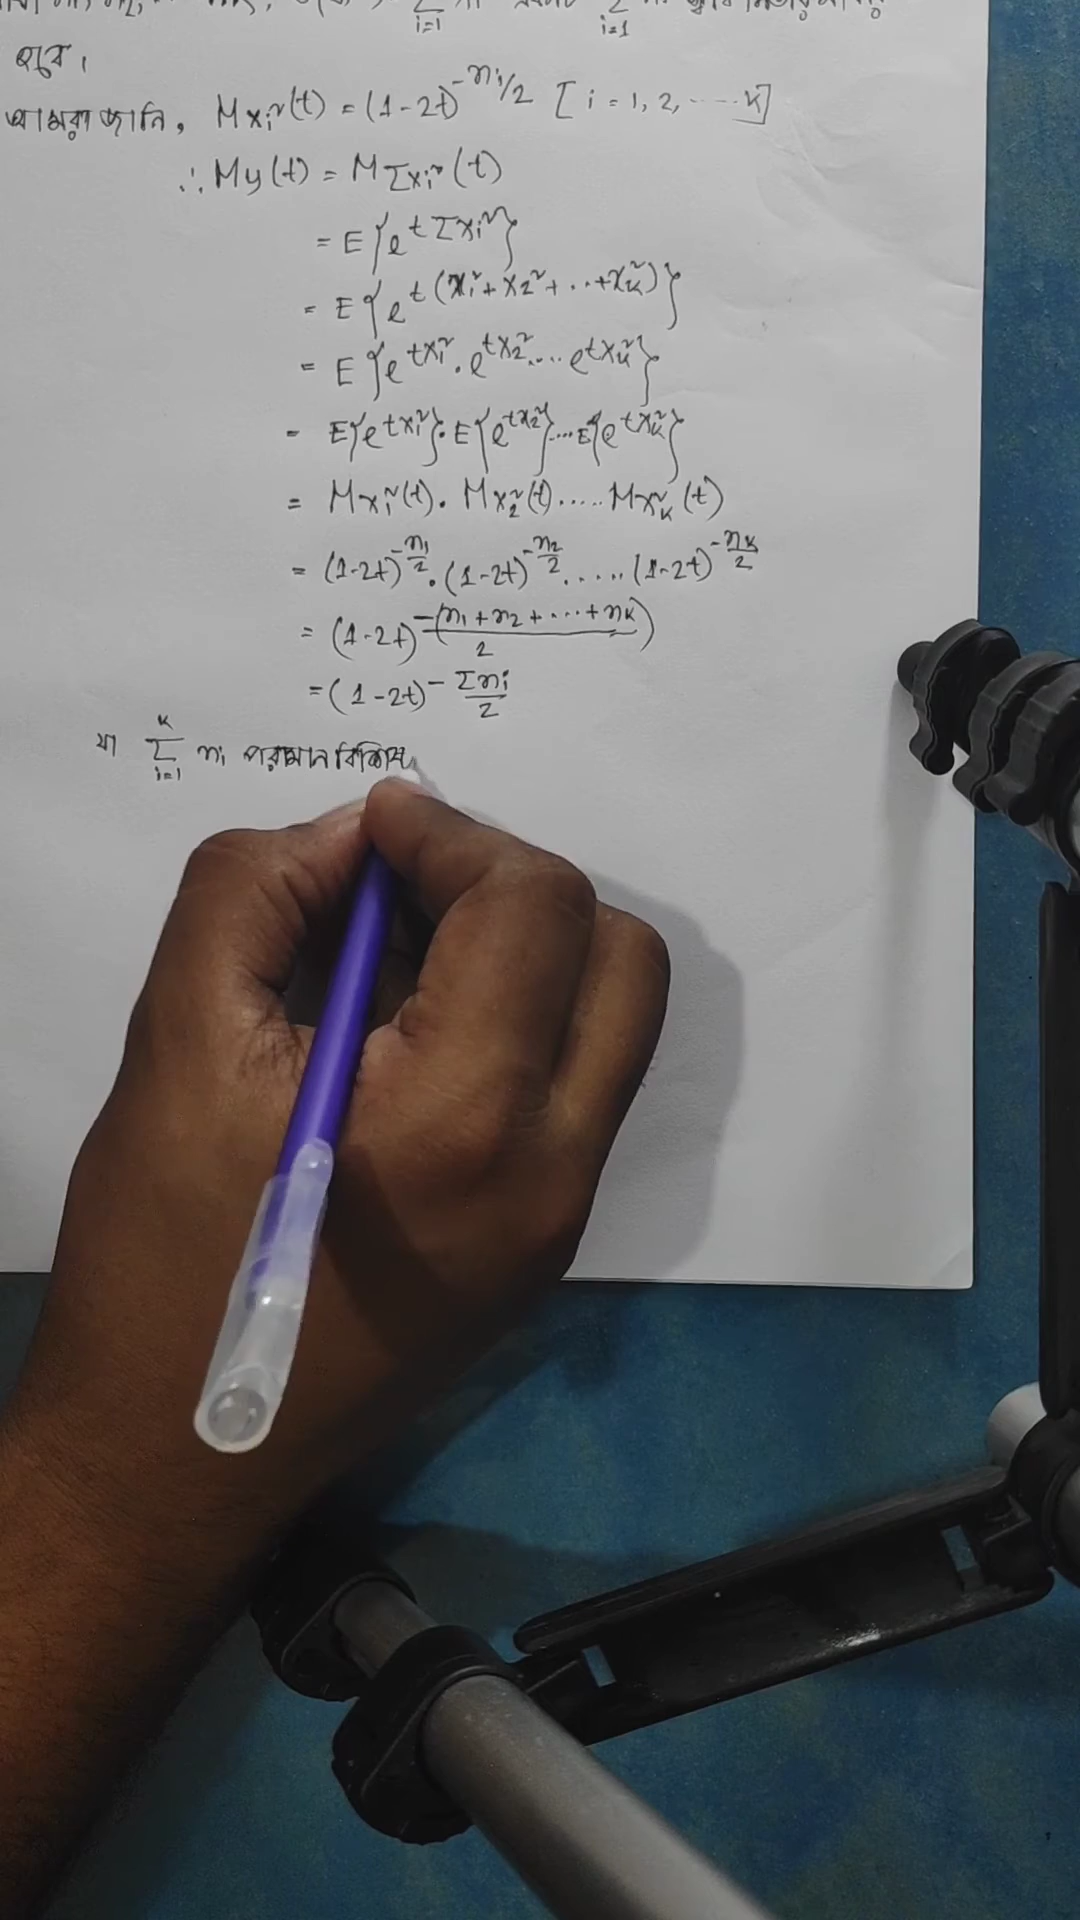 হবে।
আমরা জানি, Mxᵢ²(t) = (1-2t)^-nᵢ/2 [i = 1, 2, ..... k]
∴ My(t) = MΣxᵢ²(t)
= E{e^tΣxᵢ²}
= E{e^t(x₁²+x₂²+...+xₖ²)}
= E{e^tx₁² . e^tx₂² .... e^txₖ²}
= E{e^tx₁²}. E{e^tx₂²}....E{e^txₖ²}
= Mx₁²(t). Mx₂²(t)..... Mxₖ²(t)
= (1-2t)^-n₁/2 . (1-2t)^-n₂/2 ..... (1-2t)^-nₖ/2
= (1-2t)^-(n₁+n₂+...+nₖ)/2
= (1-2t)^-Σnᵢ/2
যা Σ_{i=1}^{k} nᵢ পরামান বিশিষ্ট